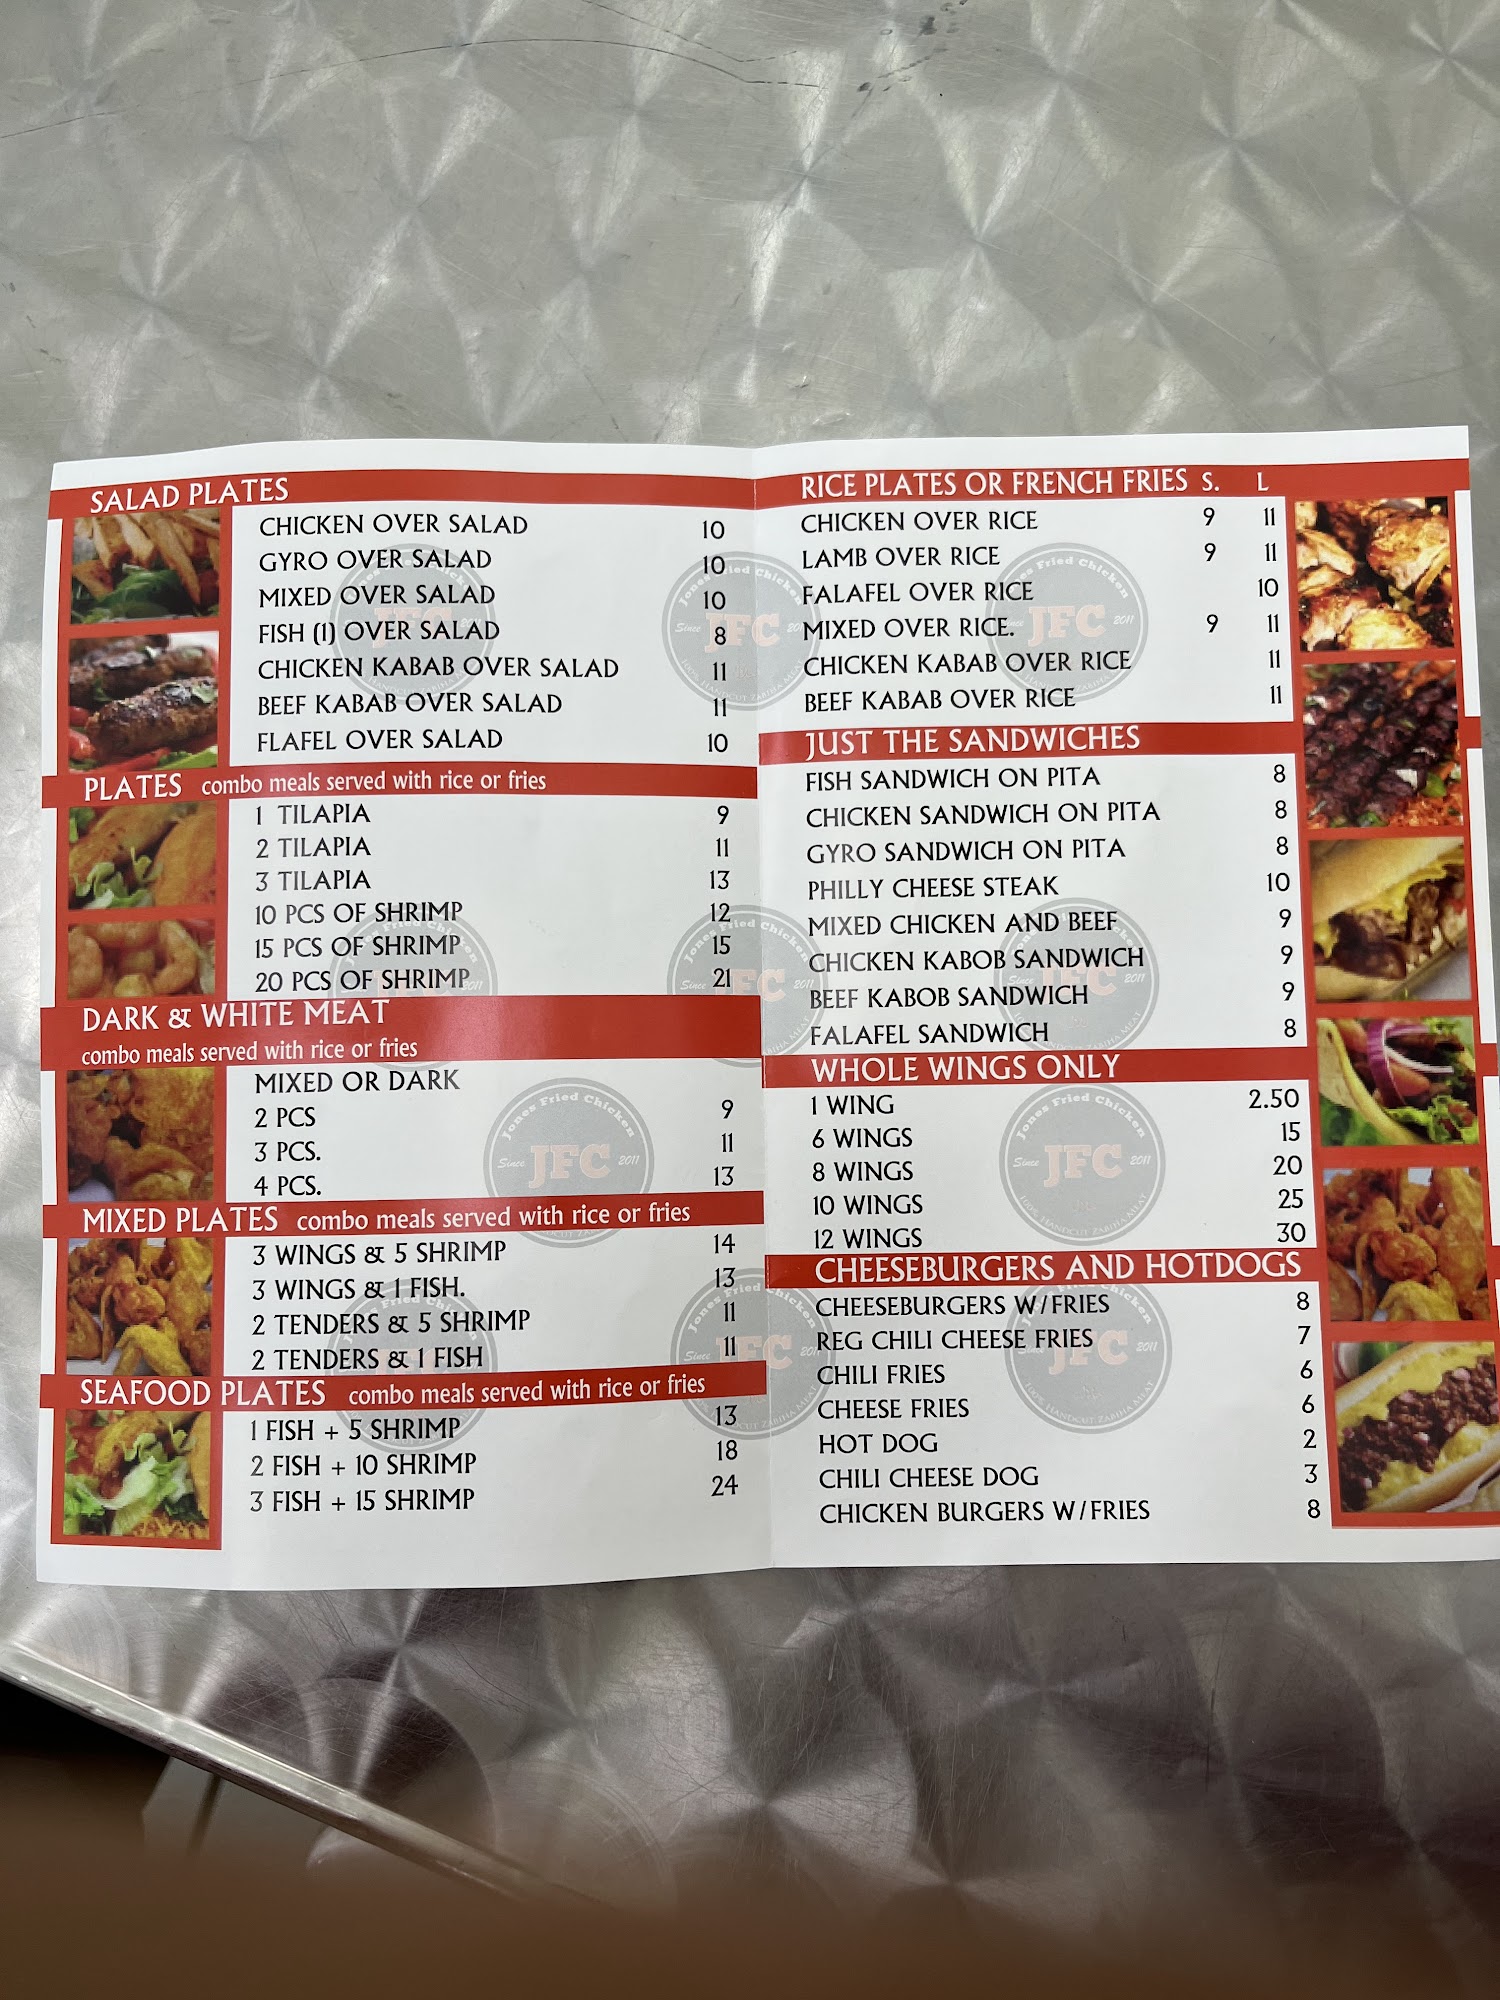 SALAD PLATES
CHICKEN OVER SALAD 10
GYRO OVER SALAD 10
MIXED OVER SALAD 10
FISH (1) OVER SALAD 8
CHICKEN KABAB OVER SALAD 11
BEEF KABAB OVER SALAD 11
FLAFEL OVER SALAD 10
PLATES combo meals served with rice or fries
1 TILAPIA 9
2 TILAPIA 11
3 TILAPIA 13
10 PCS OF SHRIMP 12
15 PCS OF SHRIMP 15
20 PCS OF SHRIMP 21
DARK & WHITE MEAT
combo meals served with rice or fries
MIXED OR DARK
2 PCS 9
3 PCS. 11
4 PCS. 13
MIXED PLATES combo meals served with rice or fries
3 WINGS & 5 SHRIMP 14
3 WINGS & 1 FISH. 13
2 TENDERS & 5 SHRIMP 11
2 TENDERS & 1 FISH 11
SEAFOOD PLATES combo meals served with rice or fries
1 FISH + 5 SHRIMP 13
2 FISH + 10 SHRIMP 18
3 FISH + 15 SHRIMP 24
RICE PLATES OR FRENCH FRIES S. L
CHICKEN OVER RICE 9 11
LAMB OVER RICE 9 11
FALAFEL OVER RICE 10
MIXED OVER RICE. 9 11
CHICKEN KABAB OVER RICE 11
BEEF KABAB OVER RICE 11
JUST THE SANDWICHES
FISH SANDWICH ON PITA 8
CHICKEN SANDWICH ON PITA 8
GYRO SANDWICH ON PITA 8
PHILLY CHEESE STEAK 10
MIXED CHICKEN AND BEEF 9
CHICKEN KABOB SANDWICH 9
BEEF KABOB SANDWICH 9
FALAFEL SANDWICH 8
WHOLE WINGS ONLY
1 WING 2.50
6 WINGS 15
8 WINGS 20
10 WINGS 25
12 WINGS 30
CHEESEBURGERS AND HOTDOGS
CHEESEBURGERS W/FRIES 8
REG CHILI CHEESE FRIES 7
CHILI FRIES 6
CHEESE FRIES 6
HOT DOG 2
CHILI CHEESE DOG 3
CHICKEN BURGERS W/FRIES 8
Jones Fried Chicken
Since JFC 2011
100% HANDCUT ZABIHA MEAT